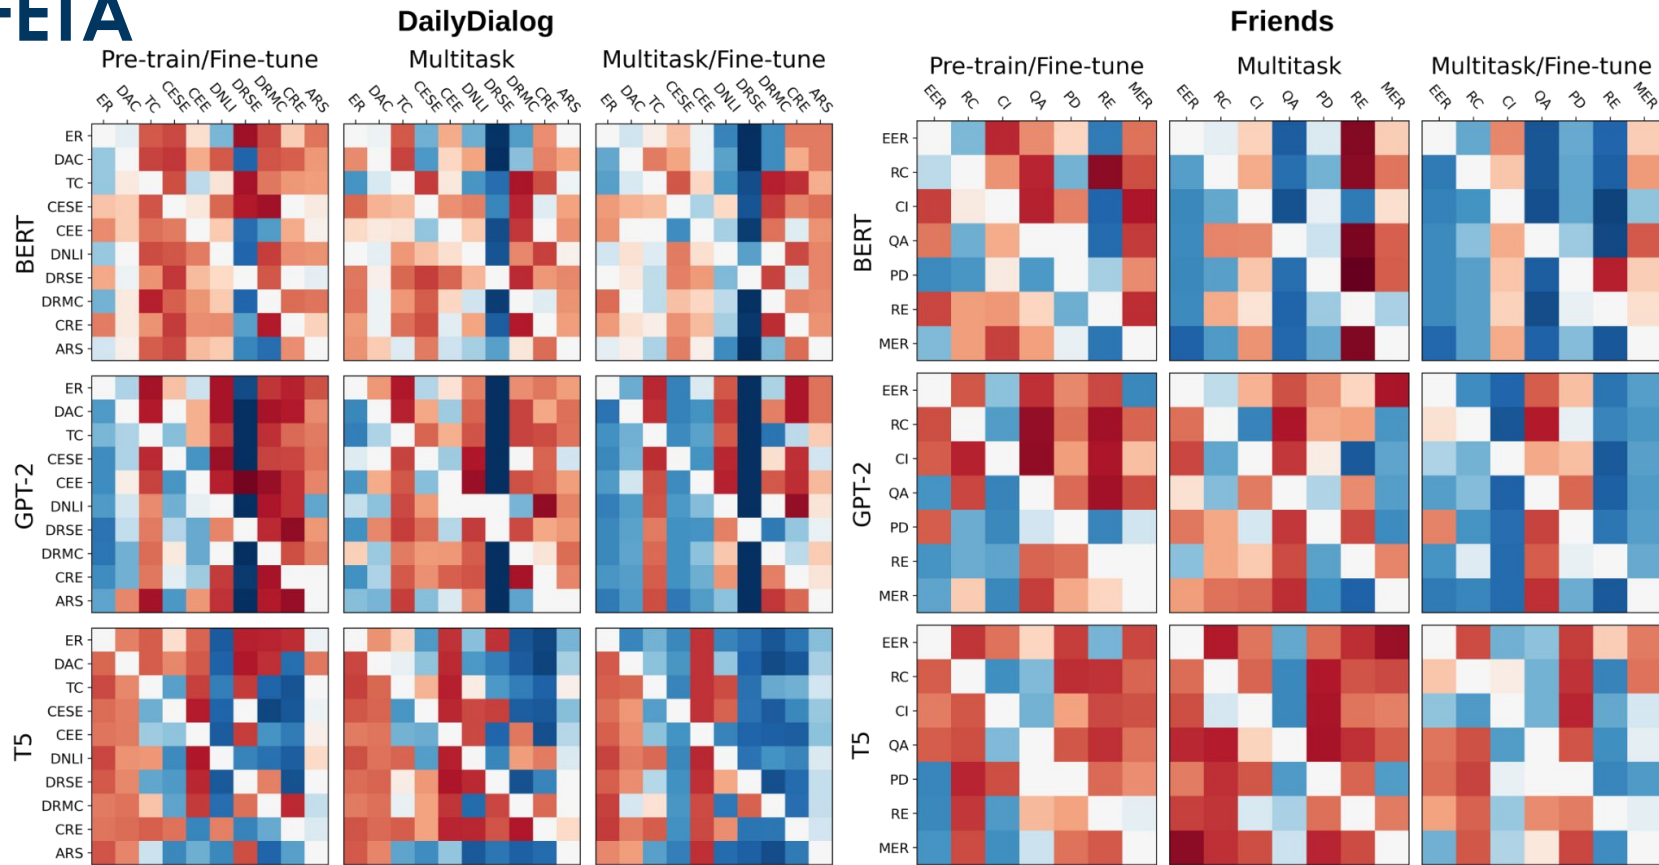 FETA
DailyDialog
Friends
Pre-train/Fine-tune
Multitask
Multitask/Fine-tune
Pre-train/Fine-tune
Multitask
Multitask/Fine-tune
ER DAC TC CESE CEE DNLI DRSE DRMC CRE ARS
ER DAC TC CESE CEE DNLI DRSE DRMC CRE ARS
ER DAC TC CESE CEE DNLI DRSE DRMC CRE ARS
EER RC CI QA PD RE MER
EER RC CI QA PD RE MER
EER RC CI QA PD RE MER
BERT
ER
DAC
TC
CESE
CEE
DNLI
DRSE
DRMC
CRE
ARS
BERT
EER
RC
CI
QA
PD
RE
MER
GPT-2
ER
DAC
TC
CESE
CEE
DNLI
DRSE
DRMC
CRE
ARS
GPT-2
EER
RC
CI
QA
PD
RE
MER
T5
ER
DAC
TC
CESE
CEE
DNLI
DRSE
DRMC
CRE
ARS
T5
EER
RC
CI
QA
PD
RE
MER